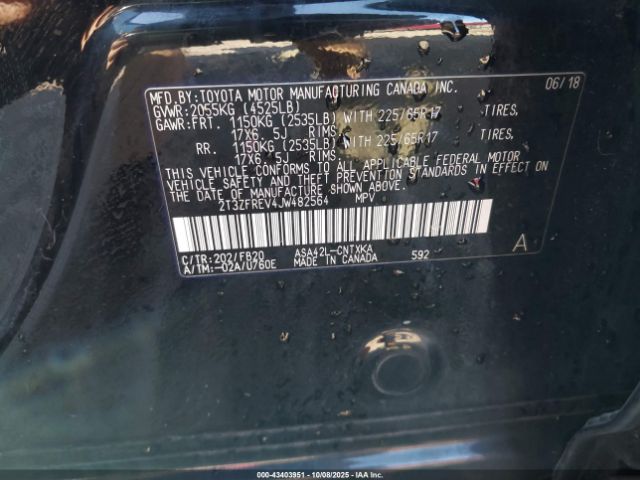 MFD.BY:TOYOTA MOTOR MANUFACTURING CANADA INC. 06/18
GVWR:2055KG (4525LB)
GAWR:FRT. 1150KG (2535LB) WITH 225/65R17 TIRES,
17X6.5J RIMS,
RR. 1150KG (2535LB) WITH 225/65R17 TIRES,
17X6.5J RIMS,
THIS VEHICLE CONFORMS TO ALL APPLICABLE FEDERAL MOTOR
VEHICLE SAFETY AND THEFT PREVENTION STANDARDS IN EFFECT ON
THE DATE OF MANUFACTURE SHOWN ABOVE.
2T3ZFREV4JW482564 MPV
A
C/TR:202/FB20 ASA42L-CNTXKA 592
A/TM:-02A/U760E MADE IN CANADA
000-43403951 - 10/08/2025 - IAA Inc.